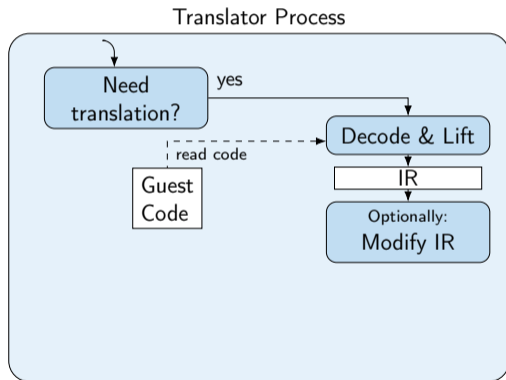 Translator Process
Need
translation?
yes
Decode & Lift
read code
Guest
Code
IR
Optionally:
Modify IR